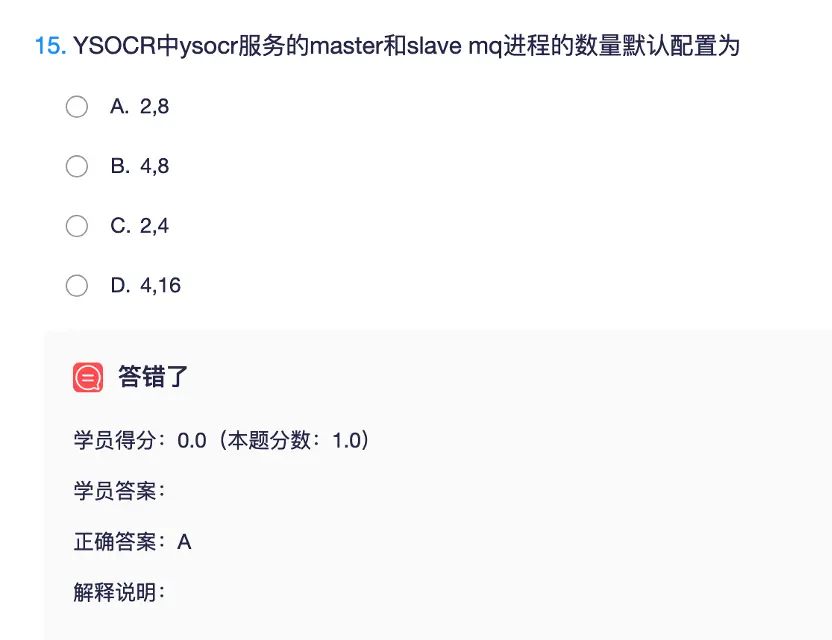 15. YSOCR中ysocr服务的master和slave mq进程的数量默认配置为
A. 2,8
B. 4,8
C. 2,4
D. 4,16
答错了
学员得分：0.0（本题分数：1.0）
学员答案：
正确答案：A
解释说明：